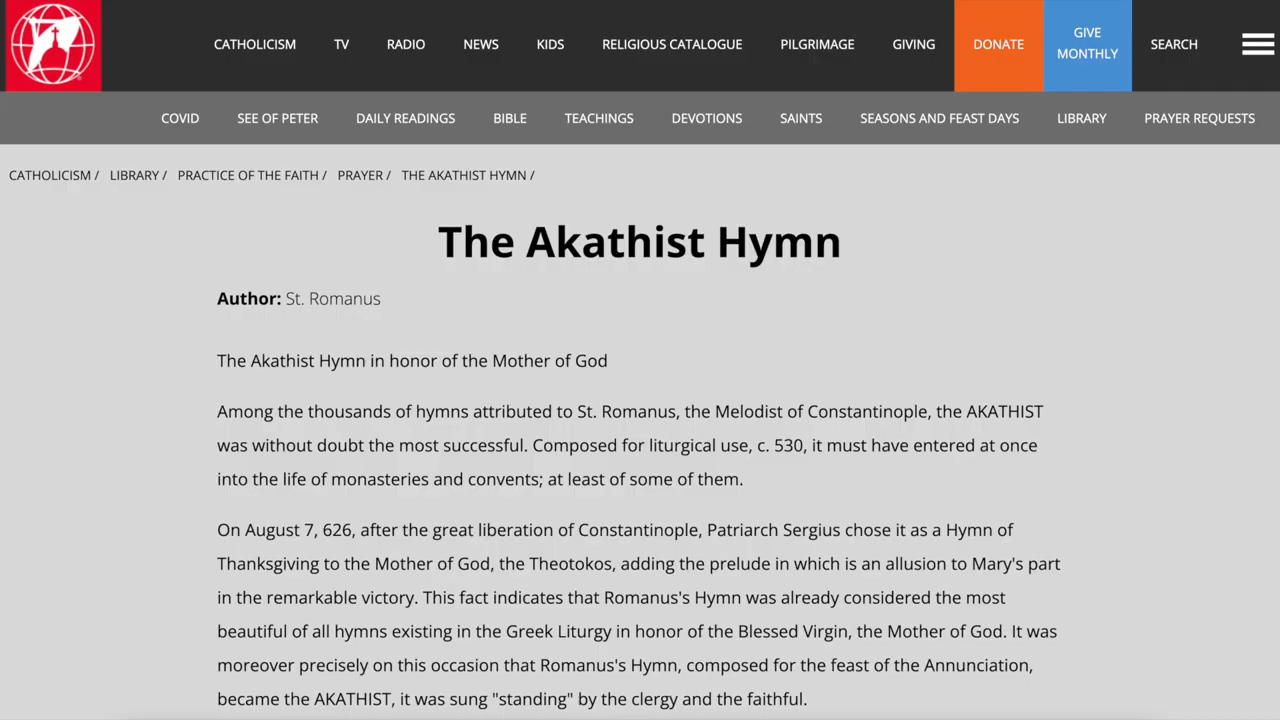 CATHOLICISM TV RADIO NEWS KIDS RELIGIOUS CATALOGUE PILGRIMAGE GIVING DONATE GIVE MONTHLY SEARCH
COVID SEE OF PETER DAILY READINGS BIBLE TEACHINGS DEVOTIONS SAINTS SEASONS AND FEAST DAYS LIBRARY PRAYER REQUESTS
CATHOLICISM / LIBRARY / PRACTICE OF THE FAITH / PRAYER / THE AKATHIST HYMN /
The Akathist Hymn
Author: St. Romanus
The Akathist Hymn in honor of the Mother of God
Among the thousands of hymns attributed to St. Romanus, the Melodist of Constantinople, the AKATHIST
was without doubt the most successful. Composed for liturgical use, c. 530, it must have entered at once
into the life of monasteries and convents; at least of some of them.
On August 7, 626, after the great liberation of Constantinople, Patriarch Sergius chose it as a Hymn of
Thanksgiving to the Mother of God, the Theotokos, adding the prelude in which is an allusion to Mary's part
in the remarkable victory. This fact indicates that Romanus's Hymn was already considered the most
beautiful of all hymns existing in the Greek Liturgy in honor of the Blessed Virgin, the Mother of God. It was
moreover precisely on this occasion that Romanus's Hymn, composed for the feast of the Annunciation,
became the AKATHIST, it was sung "standing" by the clergy and the faithful.